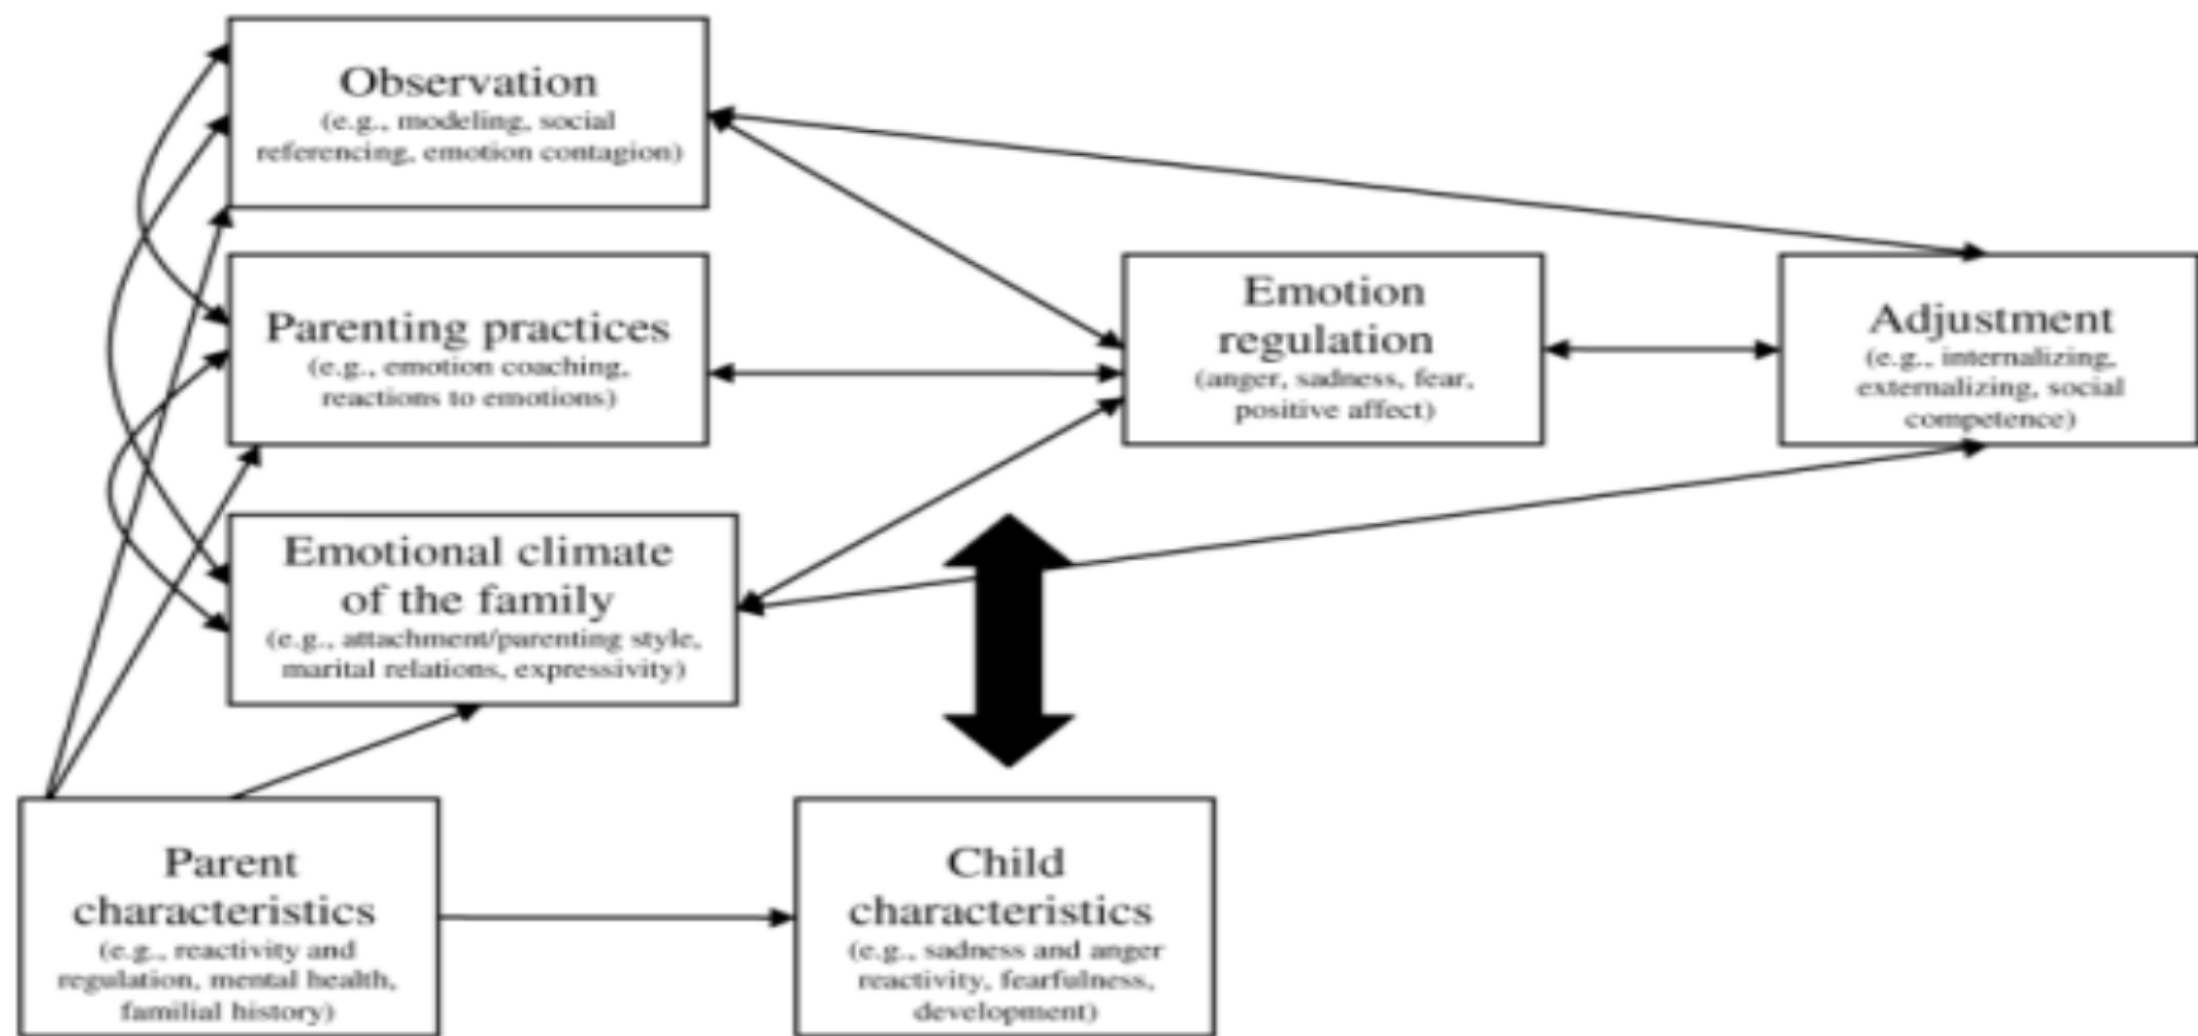 Observation
(e.g., modeling, social
referencing, emotion contagion)
Parenting practices
(e.g., emotion coaching,
reactions to emotions)
Emotional climate
of the family
(e.g., attachment/parenting style,
marital relations, expressivity)
Emotion
regulation
(anger, sadness, fear,
positive affect)
Adjustment
(e.g., internalizing,
externalizing, social
competence)
Parent
characteristics
(e.g., reactivity and
regulation, mental health,
familial history)
Child
characteristics
(e.g., sadness and anger
reactivity, fearfulness,
development)